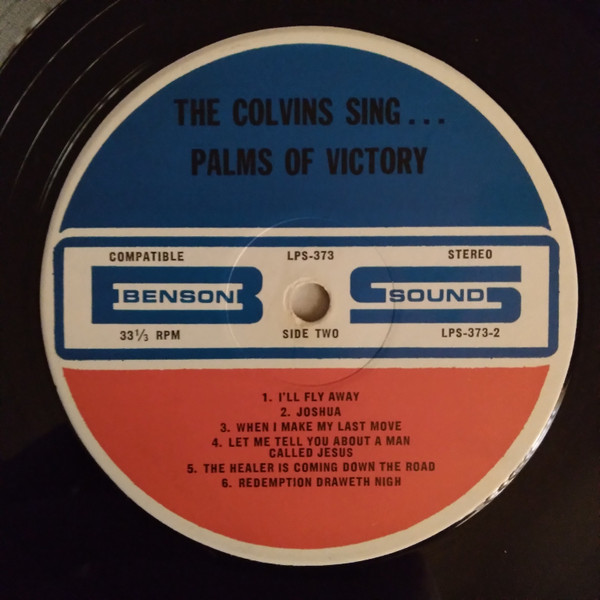 THE COLVINS SING...
PALMS OF VICTORY
COMPATIBLE LPS-373 STEREO
BENSON B SOUND S
33⅓ RPM SIDE TWO LPS-373-2
1. I'LL FLY AWAY
2. JOSHUA
3. WHEN I MAKE MY LAST MOVE
4. LET ME TELL YOU ABOUT A MAN
CALLED JESUS
5. THE HEALER IS COMING DOWN THE ROAD
6. REDEMPTION DRAWETH NIGH